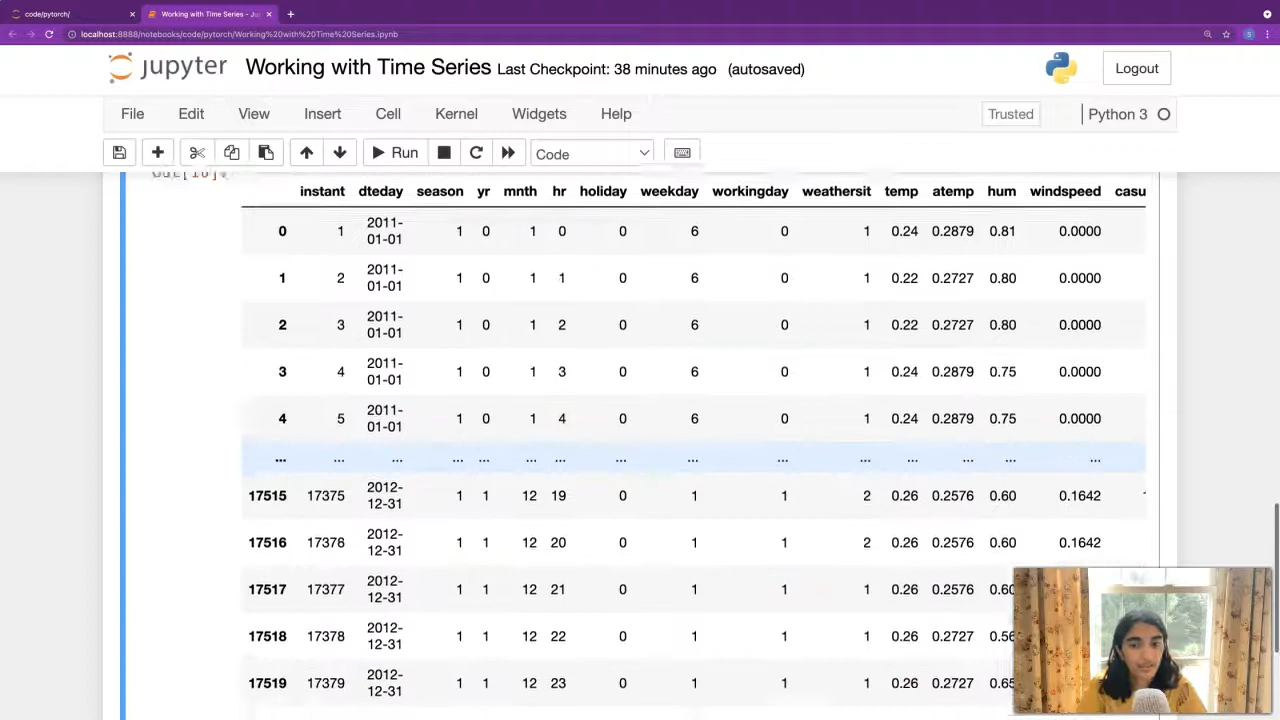 code/pytorch/ × Working with Time Series - Ju × +
localhost:8888/notebooks/code/pytorch/Working%20with%20Time%20Series.ipynb S
jupyter Working with Time Series Last Checkpoint: 38 minutes ago (autosaved) Logout
File Edit View Insert Cell Kernel Widgets Help Trusted Python 3
Run Code
instant dteday season yr mnth hr holiday weekday workingday weathersit temp atemp hum windspeed casu
0 1 2011-01-01 1 0 1 0 0 6 0 1 0.24 0.2879 0.81 0.0000
1 2 2011-01-01 1 0 1 1 0 6 0 1 0.22 0.2727 0.80 0.0000
2 3 2011-01-01 1 0 1 2 0 6 0 1 0.22 0.2727 0.80 0.0000
3 4 2011-01-01 1 0 1 3 0 6 0 1 0.24 0.2879 0.75 0.0000
4 5 2011-01-01 1 0 1 4 0 6 0 1 0.24 0.2879 0.75 0.0000
... ... ... ... ... ... ... ... ... ... ... ... ... ... ...
17515 17375 2012-12-31 1 1 12 19 0 1 1 2 0.26 0.2576 0.60 0.1642
17516 17376 2012-12-31 1 1 12 20 0 1 1 2 0.26 0.2576 0.60 0.1642
17517 17377 2012-12-31 1 1 12 21 0 1 1 1 0.26 0.2576 0.60
17518 17378 2012-12-31 1 1 12 22 0 1 1 1 0.26 0.2727 0.56
17519 17379 2012-12-31 1 1 12 23 0 1 1 1 0.26 0.2727 0.65